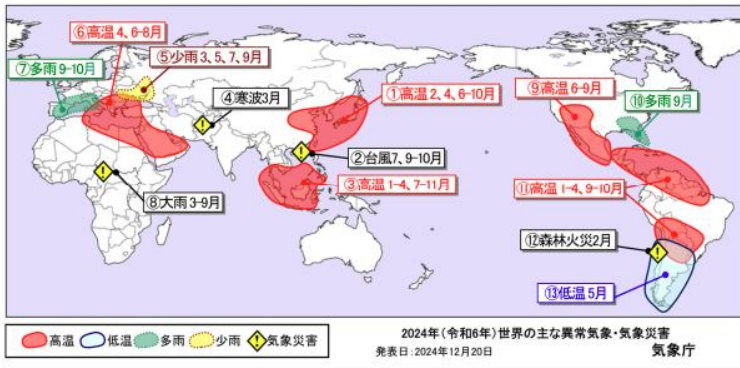 ⑥高温 4、6-8月
⑤少雨 3、5、7、9月
⑦多雨 9-10月
④寒波3月
①高温 2、4、6-10月
⑨高温 6-9月
⑩多雨 9月
②台風7、9-10月
③高温 1-4、7-11月
⑪高温 1-4、9-10月
⑧大雨 3-9月
⑫森林火災2月
⑬低温 5月
高温 低温 多雨 少雨 気象災害
2024年(令和6年)世界の主な異常気象・気象災害
発表日:2024年12月20日
気象庁